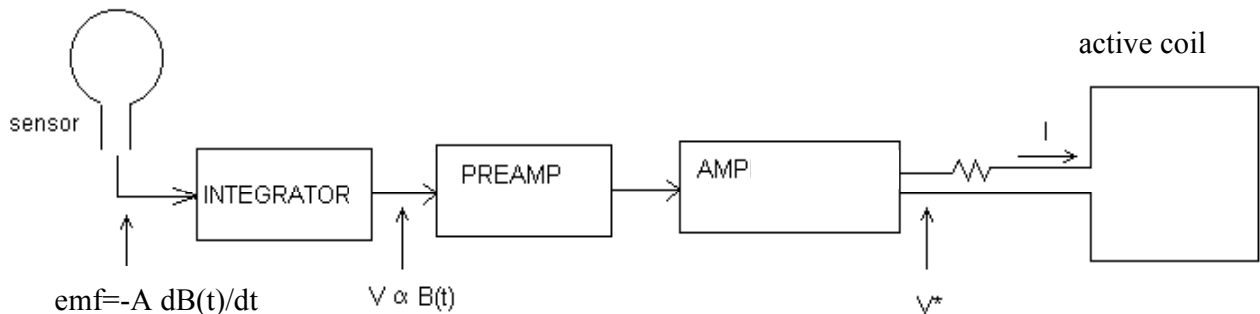 active coil
sensor
I
INTEGRATOR
PREAMP
AMP
emf=-A dB(t)/dt
V α B(t)
V*